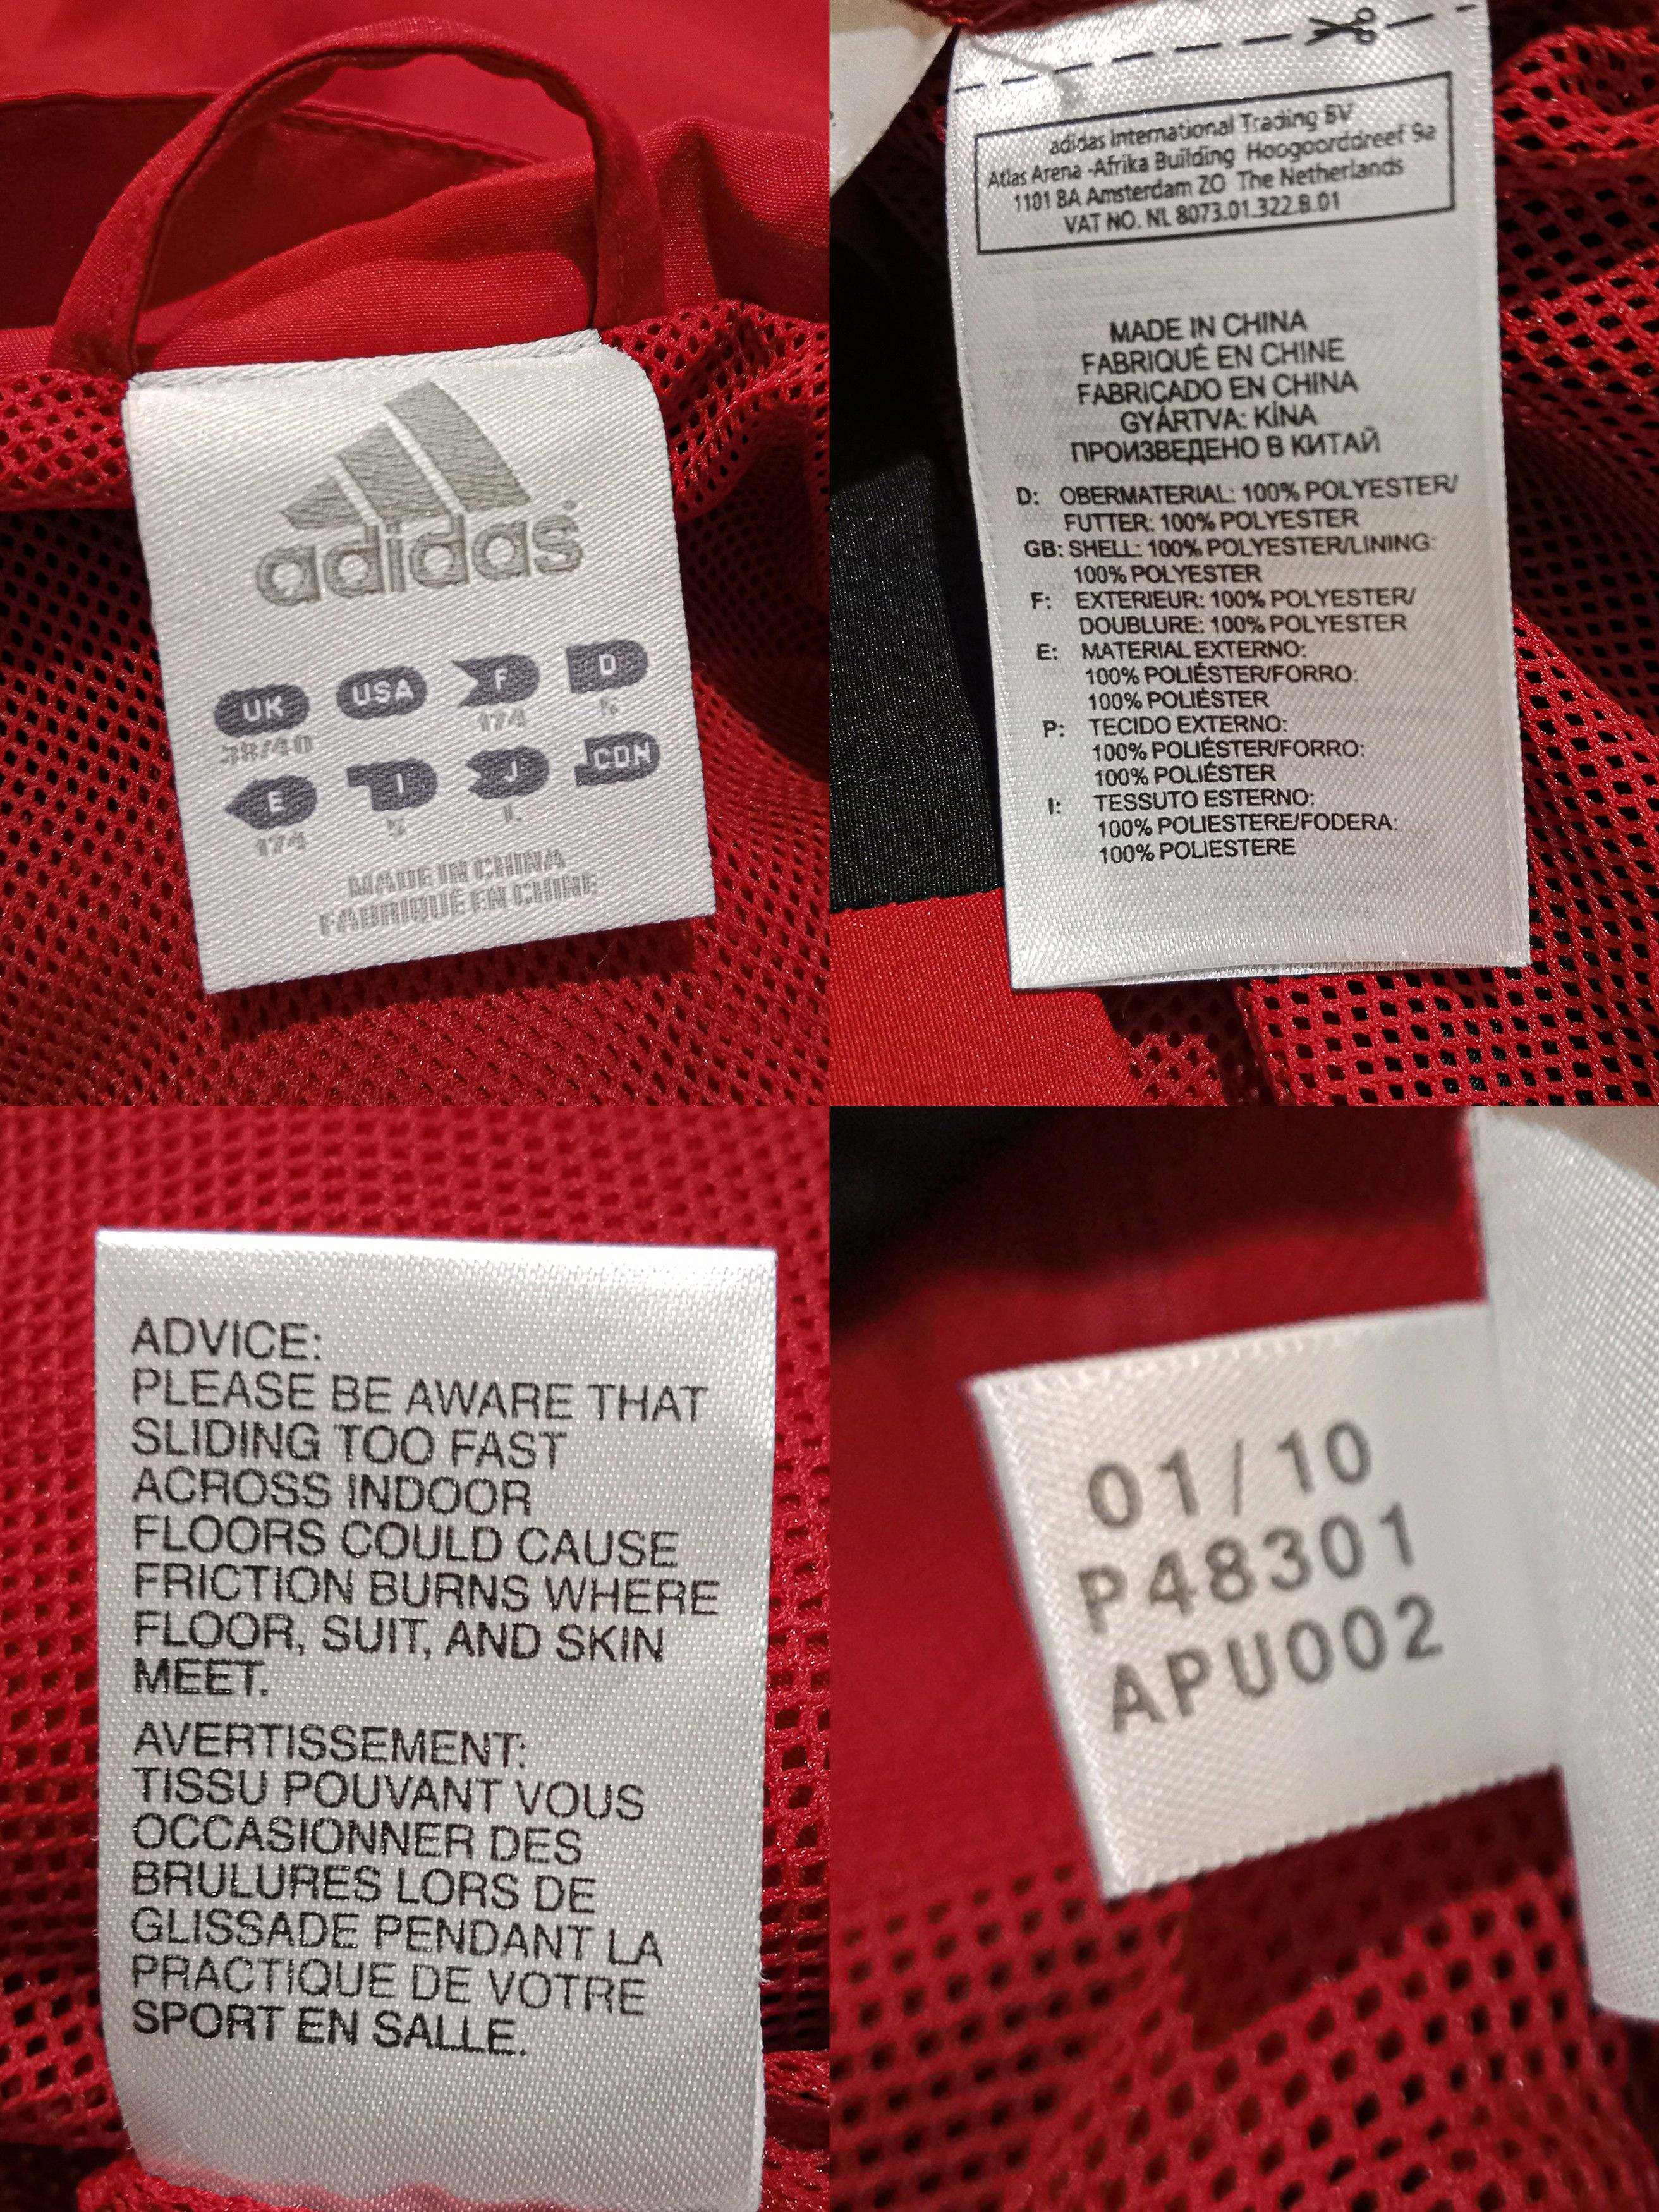 adidas
UK USA F D
38/40 174 5
E I J CDN
174 5 L
MADE IN CHINA
FABRIQUE EN CHINE
adidas International Trading BV
Atlas Arena -Afrika Building Hoogoorddreef 9a
1101 BA Amsterdam ZO The Netherlands
VAT NO. NL 8073.01.322.B.01
MADE IN CHINA
FABRIQUÉ EN CHINE
FABRICADO EN CHINA
GYÁRTVA: KÍNA
ПРОИЗВЕДЕНО В КИТАЙ
D: OBERMATERIAL: 100% POLYESTER/
FUTTER: 100% POLYESTER
GB: SHELL: 100% POLYESTER/LINING:
100% POLYESTER
F: EXTERIEUR: 100% POLYESTER/
DOUBLURE: 100% POLYESTER
E: MATERIAL EXTERNO:
100% POLIÉSTER/FORRO:
100% POLIÉSTER
P: TECIDO EXTERNO:
100% POLIÉSTER/FORRO:
100% POLIÉSTER
I: TESSUTO ESTERNO:
100% POLIESTERE/FODERA:
100% POLIESTERE
ADVICE:
PLEASE BE AWARE THAT
SLIDING TOO FAST
ACROSS INDOOR
FLOORS COULD CAUSE
FRICTION BURNS WHERE
FLOOR, SUIT, AND SKIN
MEET.
AVERTISSEMENT:
TISSU POUVANT VOUS
OCCASIONNER DES
BRULURES LORS DE
GLISSADE PENDANT LA
PRACTIQUE DE VOTRE
SPORT EN SALLE.
01/10
P48301
APU002